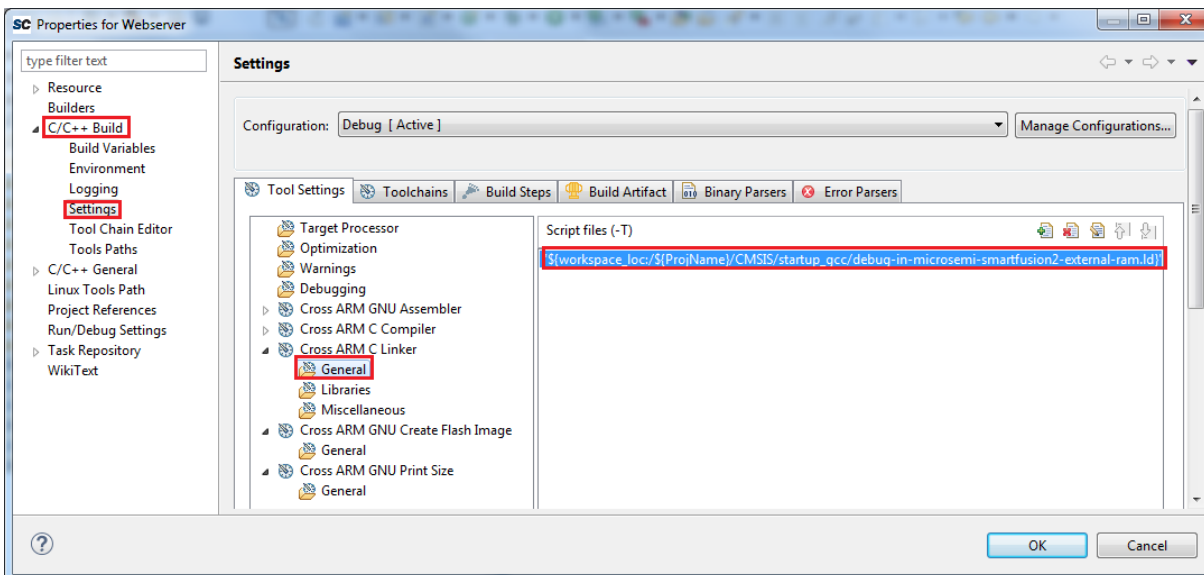 SC Properties for Webserver
type filter text
Resource
Builders
C/C++ Build
Build Variables
Environment
Logging
Settings
Tool Chain Editor
Tools Paths
C/C++ General
Linux Tools Path
Project References
Run/Debug Settings
Task Repository
WikiText
Settings
Configuration: Debug [ Active ] Manage Configurations...
Tool Settings Toolchains Build Steps Build Artifact Binary Parsers Error Parsers
Target Processor
Optimization
Warnings
Debugging
Cross ARM GNU Assembler
Cross ARM C Compiler
Cross ARM C Linker
General
Libraries
Miscellaneous
Cross ARM GNU Create Flash Image
General
Cross ARM GNU Print Size
General
Script files (-T)
"${workspace_loc:/${ProjName}/CMSIS/startup_gcc/debug-in-microsemi-smartfusion2-external-ram.ld}"
OK Cancel